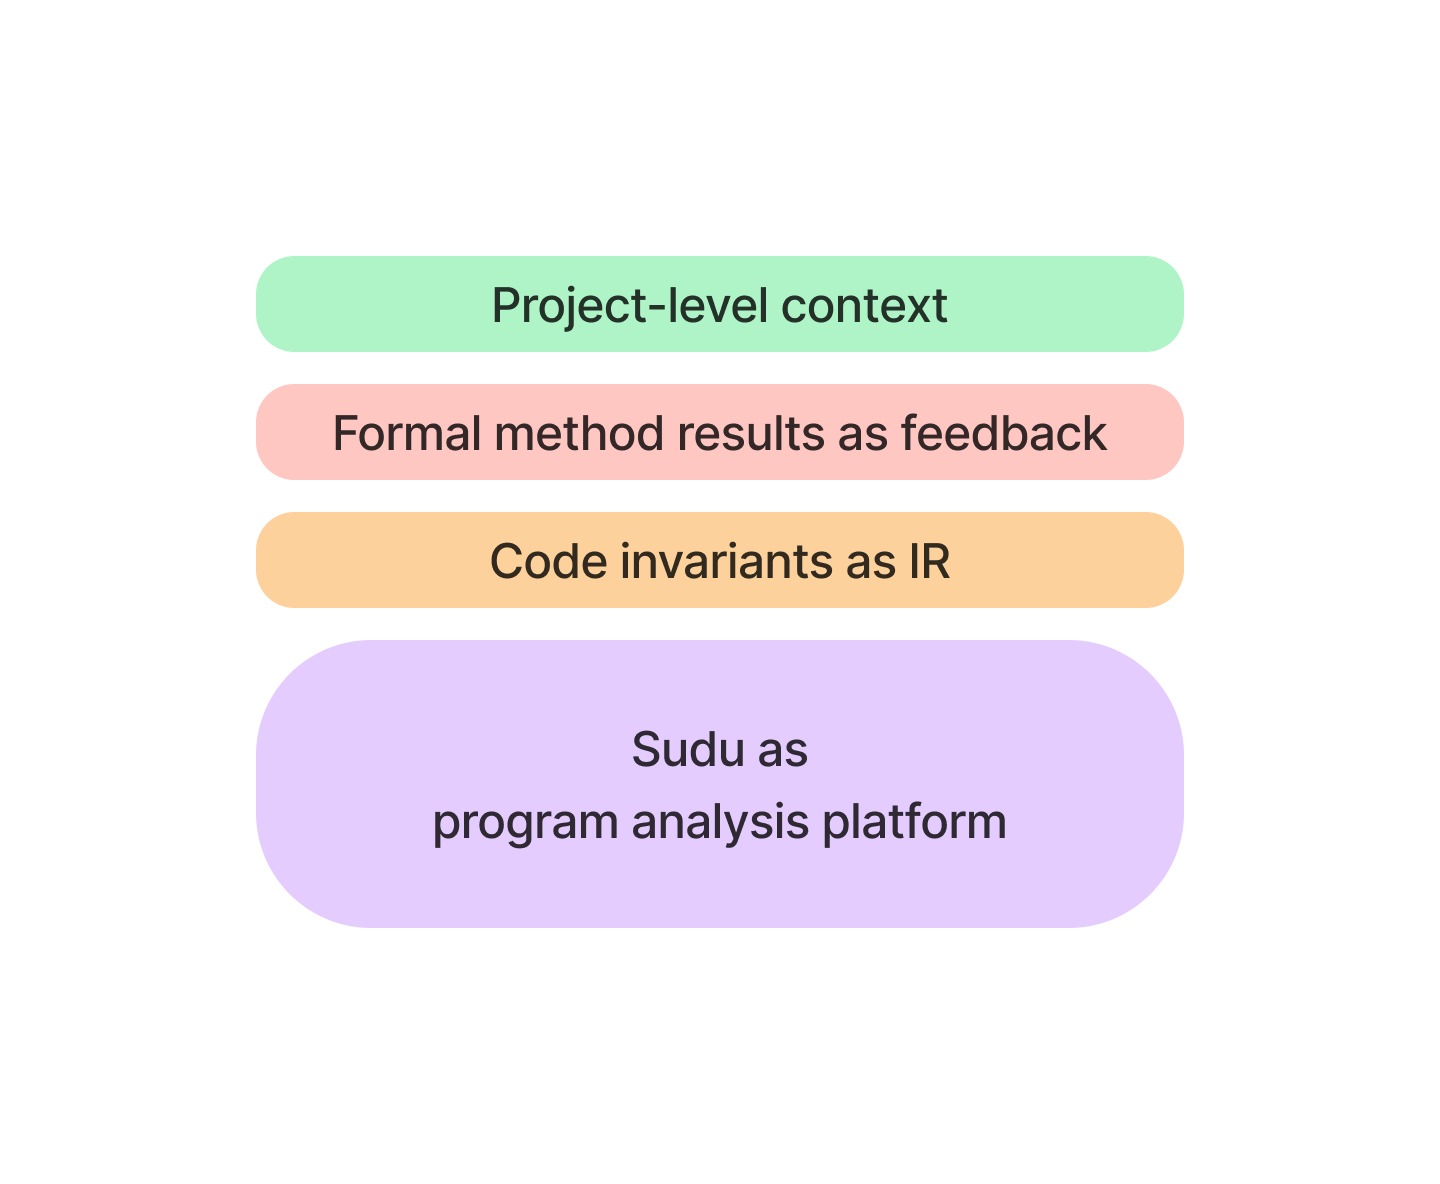 Project-level context
Formal method results as feedback
Code invariants as IR
Sudu as
program analysis platform